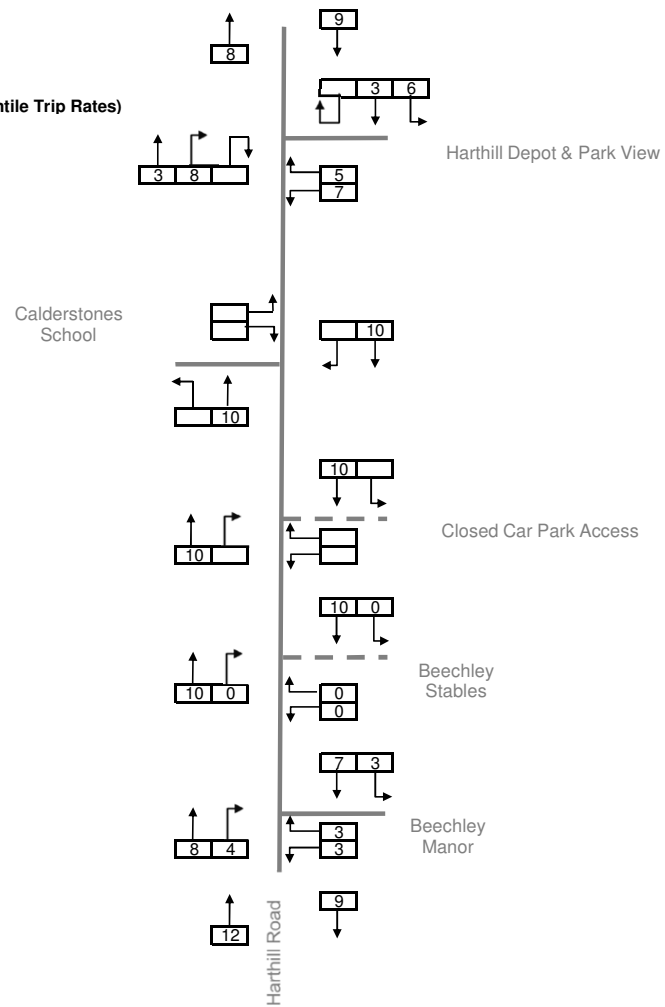 9
8
ntile Trip Rates)
3 6
Harthill Depot & Park View
3 8
5
7
Calderstones
School
10
10
10
Closed Car Park Access
10
10 0
Beechley
Stables
10 0
0
0
7 3
Beechley
Manor
3
3
8 4
9
12
Harthill Road